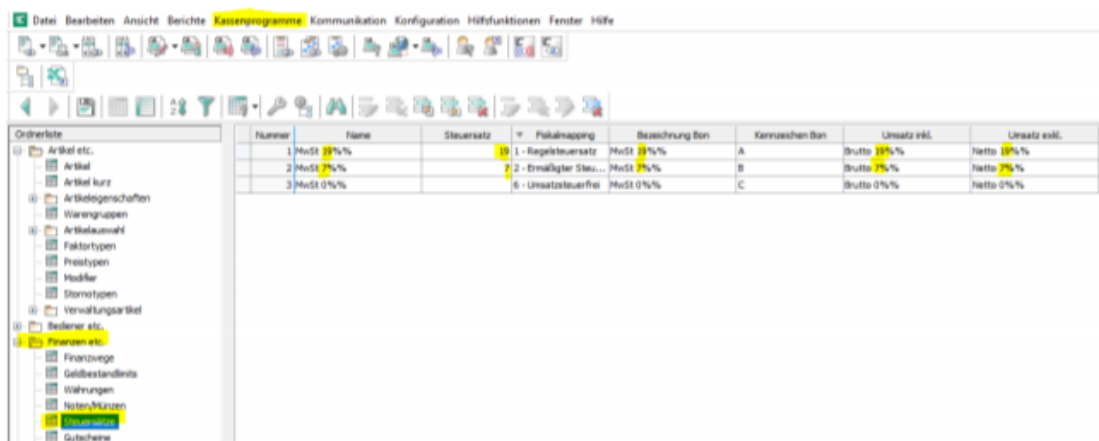 Datei Bearbeiten Ansicht Berichte Kassenprogramme Kommunikation Konfiguration Hilfsfunktionen Fenster Hilfe
Ordnerliste
Artikel etc.
Artikel
Artikel kurz
Artikeleigenschaften
Warengruppen
Artikelauswahl
Faktortypen
Preistypen
Modifier
Stornotypen
Verwaltungsartikel
Bediener etc.
Finanzen etc.
Finanzwege
Geldbestandlimits
Währungen
Noten/Münzen
Steuersätze
Gutscheine
Nummer Name Steuersatz Fiskalmapping Bezeichnung Bon Kennzeichen Bon Umsatz inkl. Umsatz exkl.
1 MwSt 19%% 19 1 - Regelsteuersatz MwSt 19%% A Brutto 19%% Netto 19%%
2 MwSt 7%% 7 2 - Ermäßigter Steu... MwSt 7%% B Brutto 7%% Netto 7%%
3 MwSt 0%% 6 - Umsatzsteuerfrei MwSt 0%% C Brutto 0%% Netto 0%%